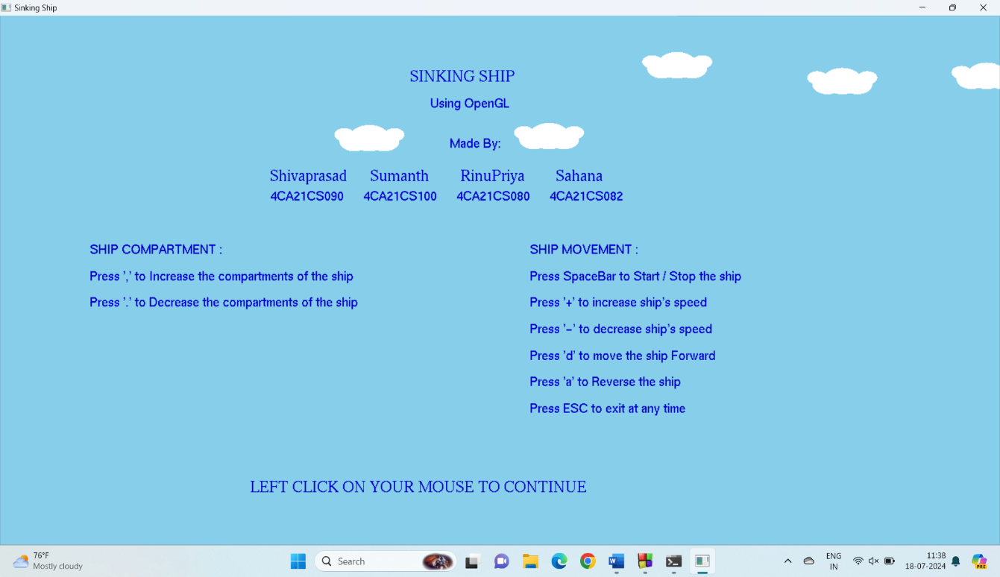 Sinking Ship
SINKING SHIP
Using OpenGL
Made By:
Shivaprasad Sumanth RinuPriya Sahana
4CA21CS090 4CA21CS100 4CA21CS080 4CA21CS082
SHIP COMPARTMENT :
Press ',' to Increase the compartments of the ship
Press '.' to Decrease the compartments of the ship
SHIP MOVEMENT :
Press SpaceBar to Start / Stop the ship
Press '+' to increase ship's speed
Press '-' to decrease ship's speed
Press 'd' to move the ship Forward
Press 'a' to Reverse the ship
Press ESC to exit at any time
LEFT CLICK ON YOUR MOUSE TO CONTINUE
76°F
Mostly cloudy
Search
ENG
IN
11:38
18-07-2024
PRE